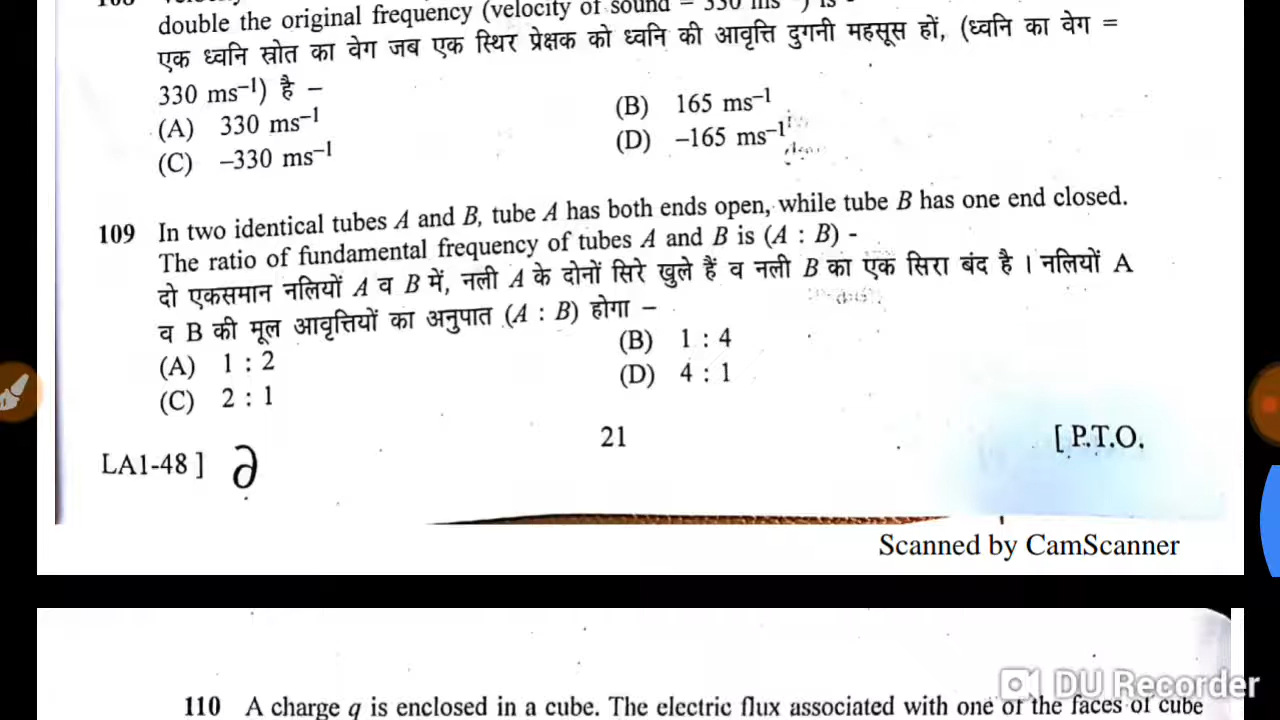 double the original frequency (velocity of sound = 330 ms⁻¹) is -
एक ध्वनि स्रोत का वेग जब एक स्थिर प्रेक्षक को ध्वनि की आवृत्ति दुगनी महसूस हों, (ध्वनि का वेग =
330 ms⁻¹) है –
(A) 330 ms⁻¹
(B) 165 ms⁻¹
(C) –330 ms⁻¹
(D) –165 ms⁻¹
109 In two identical tubes A and B, tube A has both ends open, while tube B has one end closed.
The ratio of fundamental frequency of tubes A and B is (A : B) -
दो एकसमान नलियों A व B में, नली A के दोनों सिरे खुले हैं व नली B का एक सिरा बंद है । नलियों A
व B की मूल आवृत्तियों का अनुपात (A : B) होगा –
(A) 1 : 2
(B) 1 : 4
(C) 2 : 1
(D) 4 : 1
LA1-48 ] ∂
21
[ P.T.O.
Scanned by CamScanner
DU Recorder
110 A charge q is enclosed in a cube. The electric flux associated with one of the faces of cube